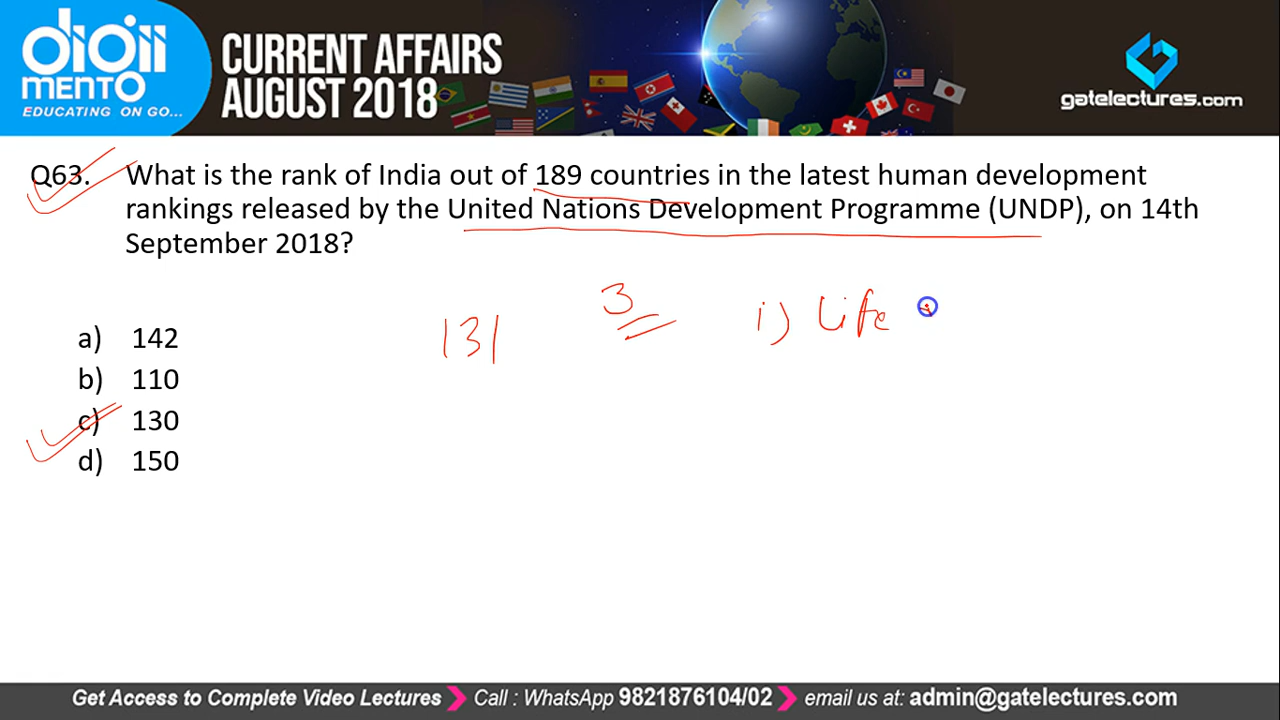 digii
MENTO
EDUCATING ON GO...
CURRENT AFFAIRS
AUGUST 2018
gatelectures.com
Q63. What is the rank of India out of 189 countries in the latest human development
rankings released by the United Nations Development Programme (UNDP), on 14th
September 2018?
131
3
i) Life
a) 142
b) 110
c) 130
d) 150
Get Access to Complete Video Lectures Call : WhatsApp 9821876104/02 email us at: admin@gatelectures.com